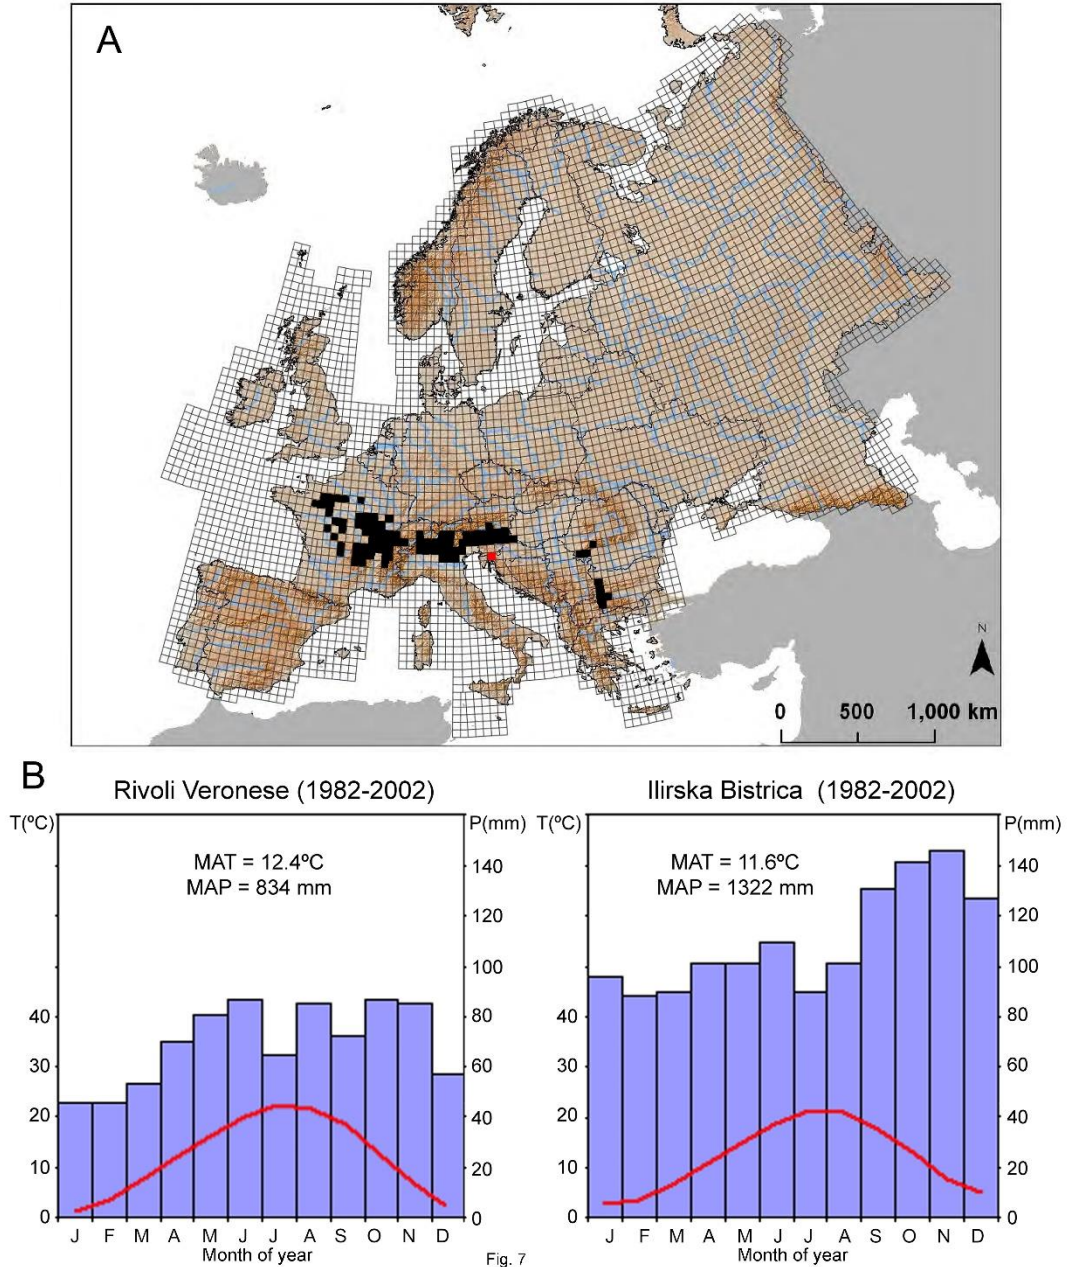 A
N
0 500 1,000 km
B
Rivoli Veronese (1982-2002)
T(ºC)
P(mm)
MAT = 12.4ºC
MAP = 834 mm
140
120
100
40 80
30 60
20 40
10 20
0 0
J F M A M J J A S O N D
Month of year
Ilirska Bistrica (1982-2002)
T(ºC)
P(mm)
MAT = 11.6ºC
MAP = 1322 mm
140
120
100
40 80
30 60
20 40
10 20
0 0
J F M A M J J A S O N D
Month of year
Fig. 7